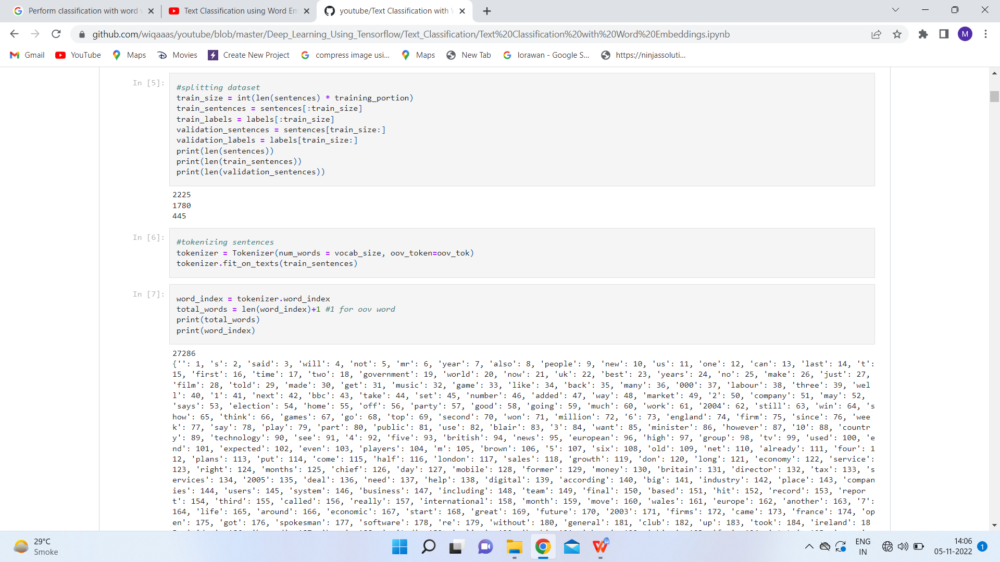 Perform classification with word v
Text Classification using Word Em
youtube/Text Classification with W
github.com/wiqaaas/youtube/blob/master/Deep_Learning_Using_Tensorflow/Text_Classification/Text%20Classification%20with%20Word%20Embeddings.ipynb
M
Gmail
YouTube
Maps
Movies
Create New Project
compress image usi...
Maps
New Tab
lorawan - Google S...
https://ninjassoluti...
In [5]:
#splitting dataset
train_size = int(len(sentences) * training_portion)
train_sentences = sentences[:train_size]
train_labels = labels[:train_size]
validation_sentences = sentences[train_size:]
validation_labels = labels[train_size:]
print(len(sentences))
print(len(train_sentences))
print(len(validation_sentences))
2225
1780
445
In [6]:
#tokenizing sentences
tokenizer = Tokenizer(num_words = vocab_size, oov_token=oov_tok)
tokenizer.fit_on_texts(train_sentences)
In [7]:
word_index = tokenizer.word_index
total_words = len(word_index)+1 #1 for oov word
print(total_words)
print(word_index)
27286
{'': 1, 's': 2, 'said': 3, 'will': 4, 'not': 5, 'mr': 6, 'year': 7, 'also': 8, 'people': 9, 'new': 10, 'us': 11, 'one': 12, 'can': 13, 'last': 14, 't':
15, 'first': 16, 'time': 17, 'two': 18, 'government': 19, 'world': 20, 'now': 21, 'uk': 22, 'best': 23, 'years': 24, 'no': 25, 'make': 26, 'just': 27,
'film': 28, 'told': 29, 'made': 30, 'get': 31, 'music': 32, 'game': 33, 'like': 34, 'back': 35, 'many': 36, '000': 37, 'labour': 38, 'three': 39, 'wel
l': 40, '1': 41, 'next': 42, 'bbc': 43, 'take': 44, 'set': 45, 'number': 46, 'added': 47, 'way': 48, 'market': 49, '2': 50, 'company': 51, 'may': 52,
'says': 53, 'election': 54, 'home': 55, 'off': 56, 'party': 57, 'good': 58, 'going': 59, 'much': 60, 'work': 61, '2004': 62, 'still': 63, 'win': 64, 's
how': 65, 'think': 66, 'games': 67, 'go': 68, 'top': 69, 'second': 70, 'won': 71, 'million': 72, '6': 73, 'england': 74, 'firm': 75, 'since': 76, 'wee
k': 77, 'say': 78, 'play': 79, 'part': 80, 'public': 81, 'use': 82, 'blair': 83, '3': 84, 'want': 85, 'minister': 86, 'however': 87, '10': 88, 'countr
y': 89, 'technology': 90, 'see': 91, '4': 92, 'five': 93, 'british': 94, 'news': 95, 'european': 96, 'high': 97, 'group': 98, 'tv': 99, 'used': 100, 'e
nd': 101, 'expected': 102, 'even': 103, 'players': 104, 'm': 105, 'brown': 106, '5': 107, 'six': 108, 'old': 109, 'net': 110, 'already': 111, 'four': 1
12, 'plans': 113, 'put': 114, 'come': 115, 'half': 116, 'london': 117, 'sales': 118, 'growth': 119, 'don': 120, 'long': 121, 'economy': 122, 'service':
123, 'right': 124, 'months': 125, 'chief': 126, 'day': 127, 'mobile': 128, 'former': 129, 'money': 130, 'britain': 131, 'director': 132, 'tax': 133, 's
ervices': 134, '2005': 135, 'deal': 136, 'need': 137, 'help': 138, 'digital': 139, 'according': 140, 'big': 141, 'industry': 142, 'place': 143, 'compan
ies': 144, 'users': 145, 'system': 146, 'business': 147, 'including': 148, 'team': 149, 'final': 150, 'based': 151, 'hit': 152, 'record': 153, 'repor
t': 154, 'third': 155, 'called': 156, 'really': 157, 'international': 158, 'month': 159, 'move': 160, 'wales': 161, 'europe': 162, 'another': 163, '7':
164, 'life': 165, 'around': 166, 'economic': 167, 'start': 168, 'great': 169, 'future': 170, '2003': 171, 'firms': 172, 'came': 173, 'france': 174, 'op
en': 175, 'got': 176, 'spokesman': 177, 'software': 178, 're': 179, 'without': 180, 'general': 181, 'club': 182, 'up': 183, 'took': 184, 'ireland': 18
29°C
Smoke
ENG
IN
14:06
05-11-2022
1